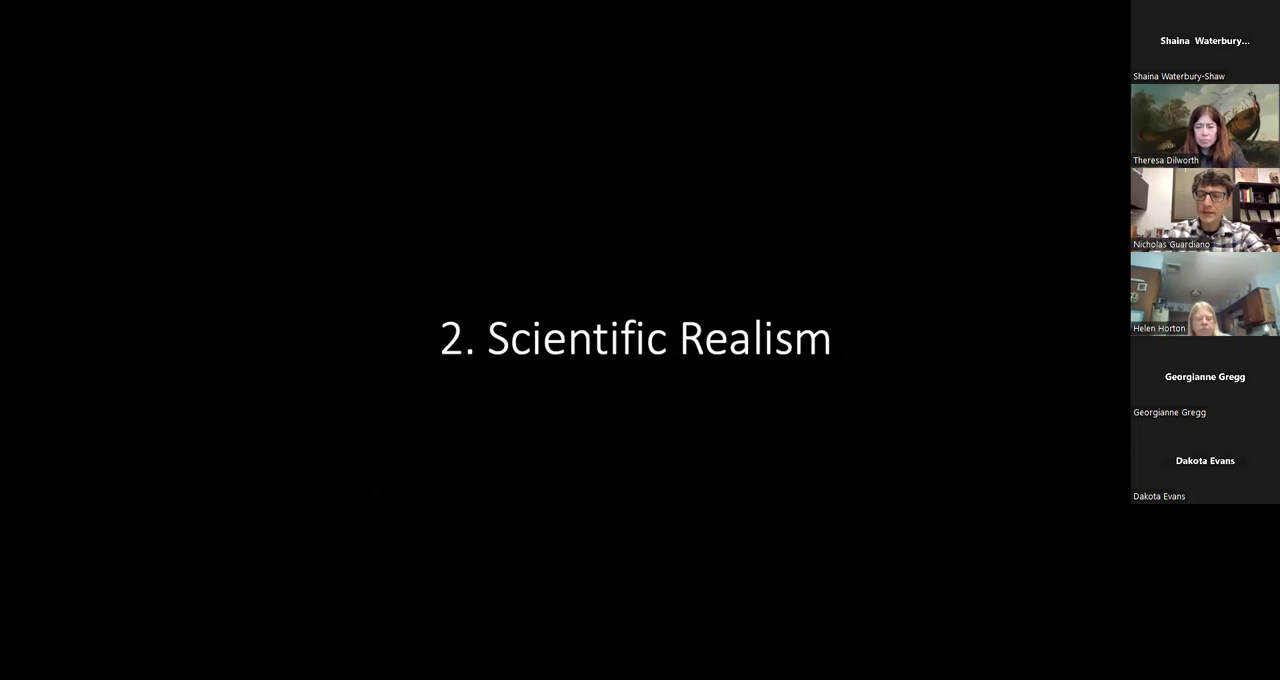 2. Scientific Realism
Shaina Waterbury...
Shaina Waterbury-Shaw
Theresa Dilworth
Nicholas Guardiano
Helen Horton
Georgianne Gregg
Georgianne Gregg
Dakota Evans
Dakota Evans